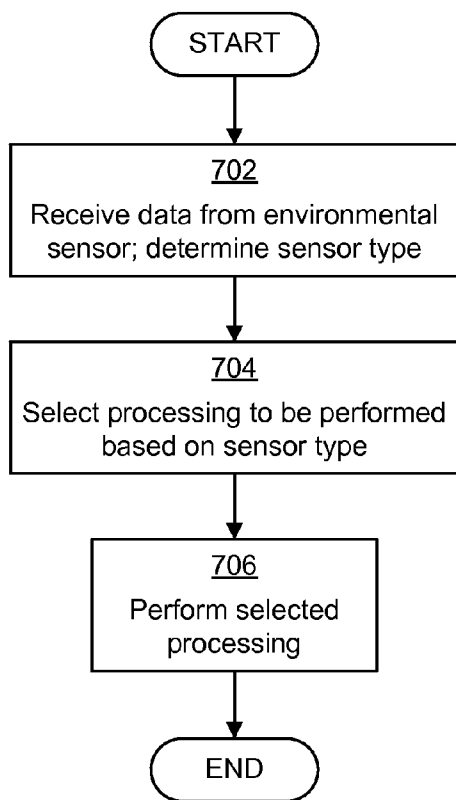 START
702
Receive data from environmental
sensor; determine sensor type
704
Select processing to be performed
based on sensor type
706
Perform selected
processing
END